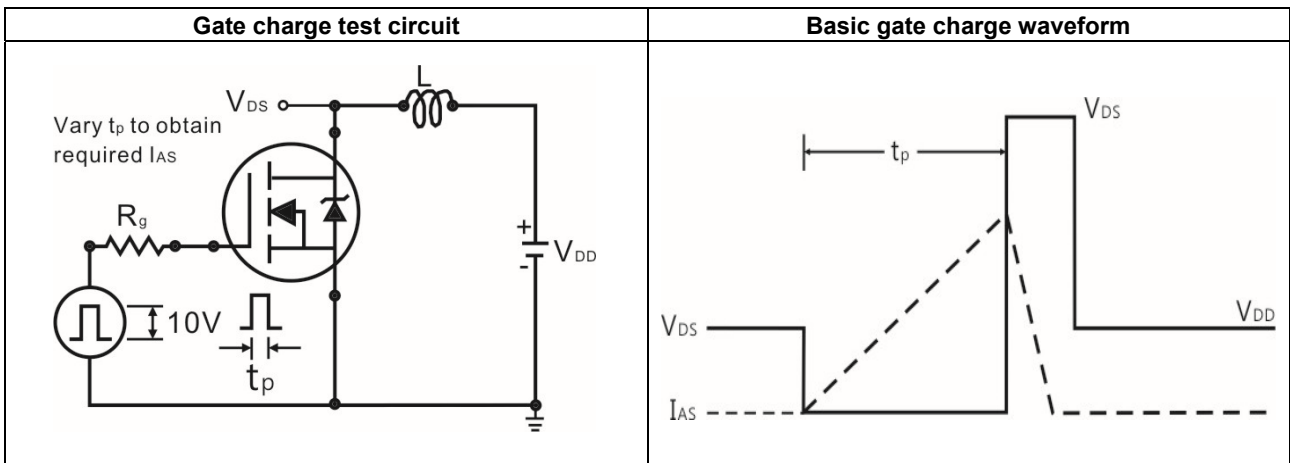 Gate charge test circuit
Basic gate charge waveform
L
VDS
Vary tp to obtain
required IAS
Rg
+
-
VDD
10V
tp
VDS
tp
VDS
VDD
IAS